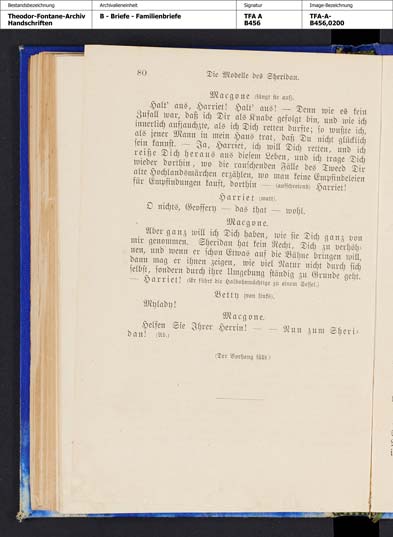 Bestandsbezeichnung
Archivalieneinheit
Signatur
Image-Bezeichnung
Theodor-Fontane-Archiv
Handschriften
B - Briefe - Familienbriefe
TFA A
B456
TFA-A-
B456,0200
80 Die Modelle des Sheridan.
Macgone (fängt sie auf).
Halt' aus, Harriet! Halt' aus! — Denn wie es kein
Zufall war, daß ich Dir als Knabe gefolgt bin, und wie ich
innerlich aufjauchzte, als ich Dich retten durfte; so wußte ich,
als jener Mann in mein Haus trat, daß Du nicht glücklich
sein kannst. — Ja, Harriet, ich will Dich retten, und ich
reiße Dich heraus aus diesem Leben, und ich trage Dich
wieder dorthin, wo die rauschenden Fälle des Tweed Dir
alte Hochlandsmärchen erzählen, wo man keine Empfindeleien
für Empfindungen kauft, dorthin — (aufschreiend) Harriet!
Harriet (matt).
O nichts, Geoffery — das that — wohl.
Macgone.
Aber ganz will ich Dich haben, wie sie Dich ganz von
mir genommen. Sheridan hat kein Recht, Dich zu verhöh-
nen, und wenn er schon Etwas auf die Bühne bringen will,
dann mag er ihnen zeigen, wie viel Natur nicht durch sich
selbst, sondern durch ihre Umgebung ständig zu Grunde geht.
— Harriet! (Er führt die Halbohnmächtige zu einem Sessel.)
Betty (von links).
Mylady!
Macgone.
Helfen Sie Ihrer Herrin! — — Nun zum Sheri-
dan! (Ab.)
(Der Vorhang fällt.)